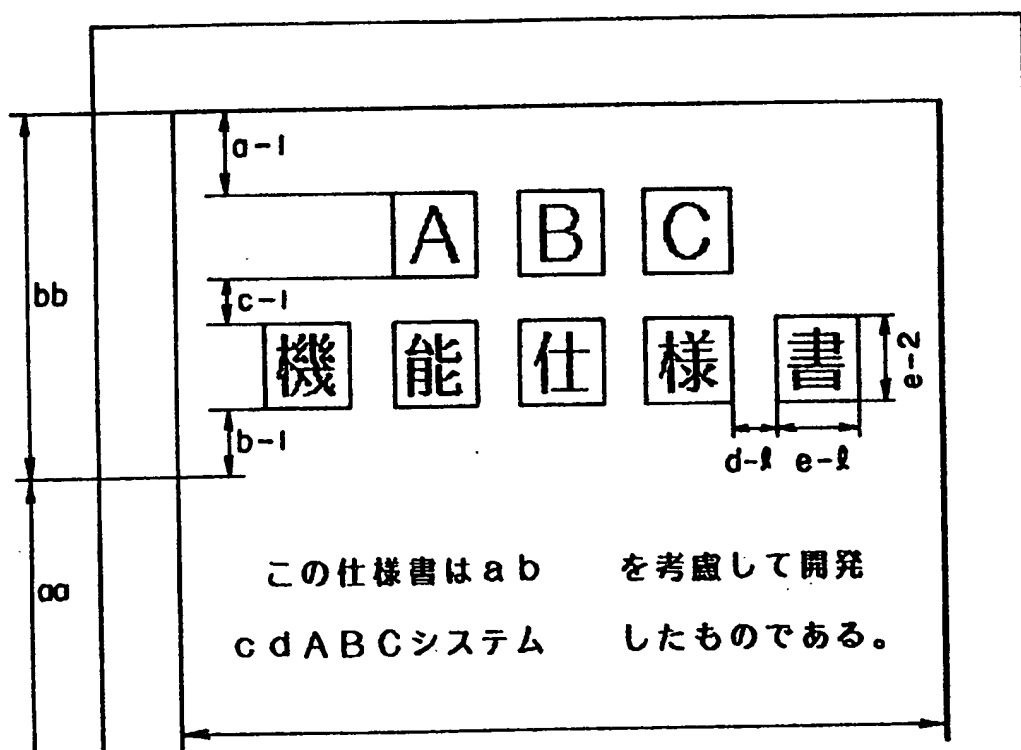 a-1
A B C
bb
c-1
機能仕様書
e-2
b-1
d-ℓ e-ℓ
この仕様書はab を考慮して開発
aa
cdABCシステム したものである。